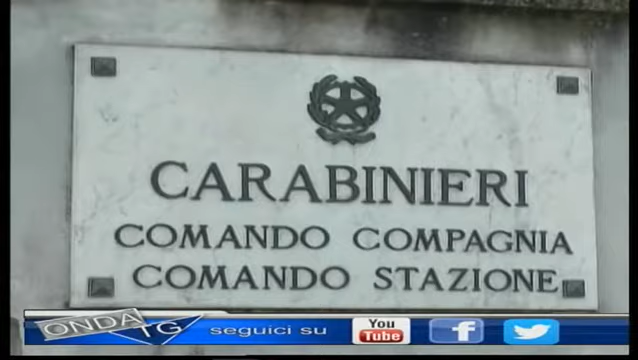 CARABINIERI
COMANDO COMPAGNIA
COMANDO STAZIONE
ONDA TG seguici su You Tube f